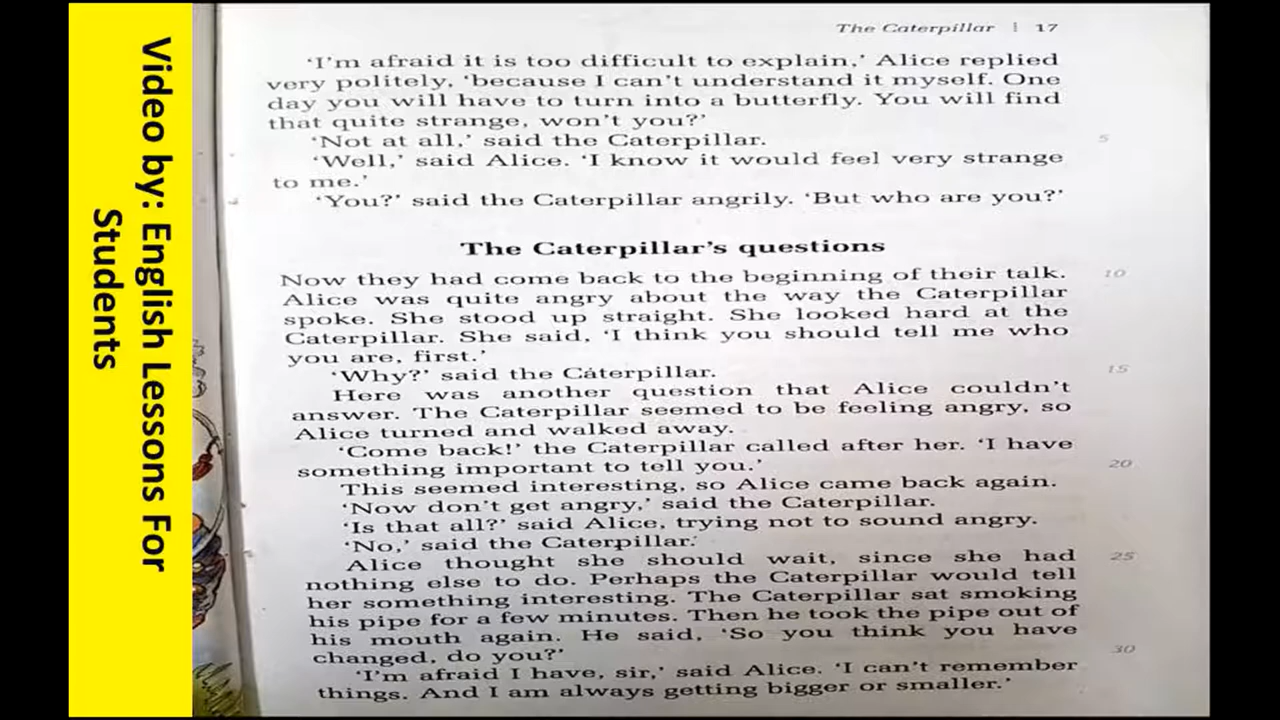 Video by: English Lessons For
Students
The Caterpillar | 17
‘I’m afraid it is too difficult to explain,’ Alice replied
very politely, ‘because I can’t understand it myself. One
day you will have to turn into a butterfly. You will find
that quite strange, won’t you?’
‘Not at all,’ said the Caterpillar. 5
‘Well,’ said Alice. ‘I know it would feel very strange
to me.’
‘You?’ said the Caterpillar angrily. ‘But who are you?’
The Caterpillar’s questions
Now they had come back to the beginning of their talk. 10
Alice was quite angry about the way the Caterpillar
spoke. She stood up straight. She looked hard at the
Caterpillar. She said, ‘I think you should tell me who
you are, first.’
‘Why?’ said the Caterpillar. 15
Here was another question that Alice couldn’t
answer. The Caterpillar seemed to be feeling angry, so
Alice turned and walked away.
‘Come back!’ the Caterpillar called after her. ‘I have
something important to tell you.’ 20
This seemed interesting, so Alice came back again.
‘Now don’t get angry,’ said the Caterpillar.
‘Is that all?’ said Alice, trying not to sound angry.
‘No,’ said the Caterpillar.
Alice thought she should wait, since she had 25
nothing else to do. Perhaps the Caterpillar would tell
her something interesting. The Caterpillar sat smoking
his pipe for a few minutes. Then he took the pipe out of
his mouth again. He said, ‘So you think you have
changed, do you?’ 30
‘I’m afraid I have, sir,’ said Alice. ‘I can’t remember
things. And I am always getting bigger or smaller.’